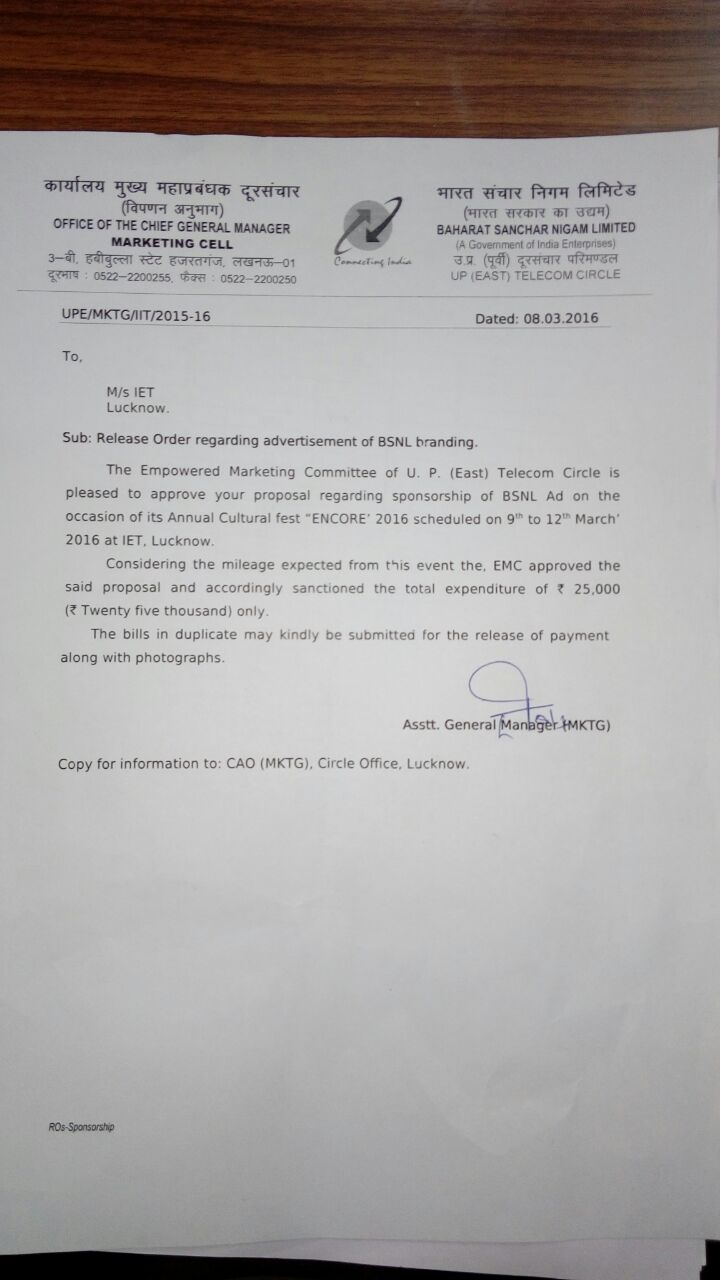 कार्यालय मुख्य महाप्रबंधक दूरसंचार
(विपणन अनुभाग)
OFFICE OF THE CHIEF GENERAL MANAGER
MARKETING CELL
3–बी, हबीबुल्ला स्टेट हजरतगंज, लखनऊ–01
दूरभाष : 0522–2200255, फैक्स : 0522–2200250
Connecting India
भारत संचार निगम लिमिटेड
(भारत सरकार का उद्यम)
BAHARAT SANCHAR NIGAM LIMITED
(A Government of India Enterprises)
उ.प्र. (पूर्वी) दूरसंचार परिमण्डल
UP (EAST) TELECOM CIRCLE
UPE/MKTG/IIT/2015-16
Dated: 08.03.2016
To,
M/s IET
Lucknow.
Sub: Release Order regarding advertisement of BSNL branding.
The Empowered Marketing Committee of U. P. (East) Telecom Circle is
pleased to approve your proposal regarding sponsorship of BSNL Ad on the
occasion of its Annual Cultural fest "ENCORE' 2016 scheduled on 9th to 12th March'
2016 at IET, Lucknow.
Considering the mileage expected from this event the, EMC approved the
said proposal and accordingly sanctioned the total expenditure of ₹ 25,000
(₹ Twenty five thousand) only.
The bills in duplicate may kindly be submitted for the release of payment
along with photographs.
Asstt. General Manager (MKTG)
Copy for information to: CAO (MKTG), Circle Office, Lucknow.
ROs-Sponsorship